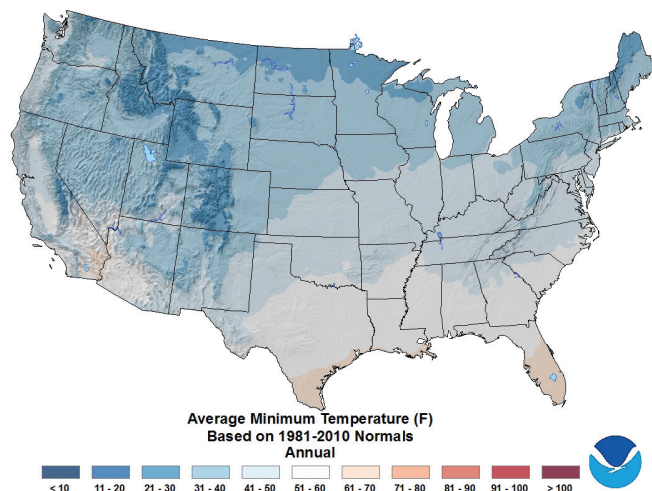 Average Minimum Temperature (F)
Based on 1981-2010 Normals
Annual
< 10 11 - 20 21 - 30 31 - 40 41 - 50 51 - 60 61 - 70 71 - 80 81 - 90 91 - 100 > 100